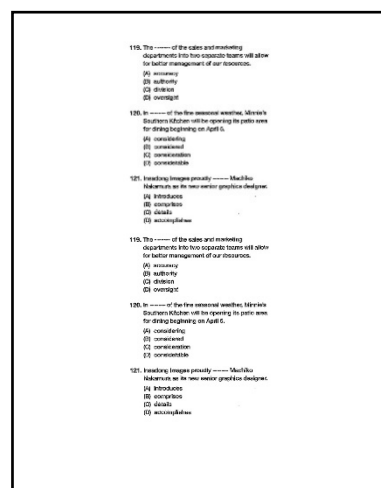 119. The ------- of the sales and marketing
departments into two separate teams will allow
for better management of our resources.
(A) accuracy
(B) authority
(C) division
(D) oversight
120. In ------- of the fine seasonal weather, Minnie's
Southern Kitchen will be opening its patio area
for dining beginning on April 6.
(A) considering
(B) considered
(C) consideration
(D) considerable
121. Inadong Images proudly ------- Machiko
Nakamura as its new senior graphics designer.
(A) introduces
(B) comprises
(C) details
(D) accomplishes
119. The ------- of the sales and marketing
departments into two separate teams will allow
for better management of our resources.
(A) accuracy
(B) authority
(C) division
(D) oversight
120. In ------- of the fine seasonal weather, Minnie's
Southern Kitchen will be opening its patio area
for dining beginning on April 6.
(A) considering
(B) considered
(C) consideration
(D) considerable
121. Inadong Images proudly ------- Machiko
Nakamura as its new senior graphics designer.
(A) introduces
(B) comprises
(C) details
(D) accomplishes